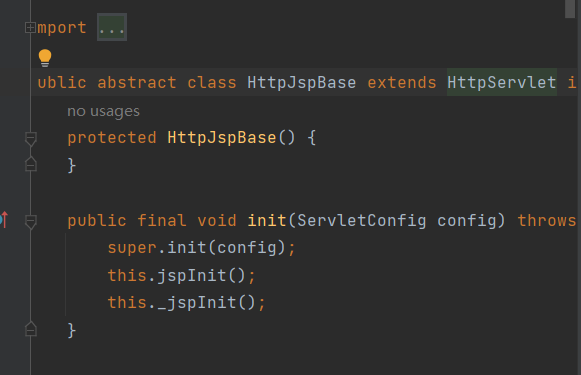 mport ...
ublic abstract class HttpJspBase extends HttpServlet i
no usages
protected HttpJspBase() {
}
public final void init(ServletConfig config) throws
super.init(config);
this.jspInit();
this._jspInit();
}